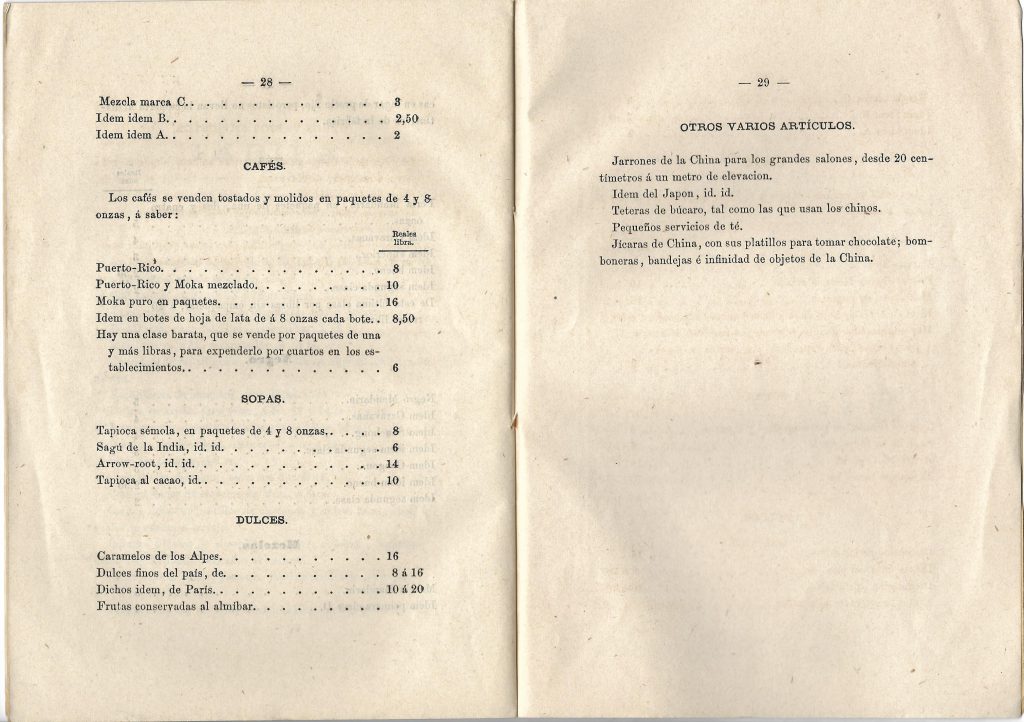 — 28 —
Mezcla marca C. . . . . . . . . . . . . . 3
Idem idem B. . . . . . . . . . . . . . . 2,50
Idem idem A. . . . . . . . . . . . . . . 2
CAFÉS.
Los cafés se venden tostados y molidos en paquetes de 4 y 8
onzas, á saber:
Reales
libra.
Puerto-Rico. . . . . . . . . . . . . . . 8
Puerto-Rico y Moka mezclado. . . . . . . . 10
Moka puro en paquetes. . . . . . . . . . . 16
Idem en botes de hoja de lata de á 8 onzas cada bote. . 8,50
Hay una clase barata, que se vende por paquetes de una
y más libras, para expenderlo por cuartos en los es-
tablecimientos. . . . . . . . . . . . . . 6
SOPAS.
Tapioca sémola, en paquetes de 4 y 8 onzas. . . . . 8
Sagú de la India, id. id. . . . . . . . . . 6
Arrow-root, id. id. . . . . . . . . . . . 14
Tapioca al cacao, id. . . . . . . . . . . . 10
DULCES.
Caramelos de los Alpes. . . . . . . . . . . 16
Dulces finos del país, de. . . . . . . . . . 8 á 16
Dichos idem, de París. . . . . . . . . . . 10 á 20
Frutas conservadas al almíbar. . . . . . . .
— 29 —
OTROS VARIOS ARTÍCULOS.
Jarrones de la China para los grandes salones, desde 20 cen-
tímetros á un metro de elevacion.
Idem del Japon, id. id.
Teteras de búcaro, tal como las que usan los chinos.
Pequeños servicios de té.
Jícaras de China, con sus platillos para tomar chocolate; bom-
boneras, bandejas é infinidad de objetos de la China.